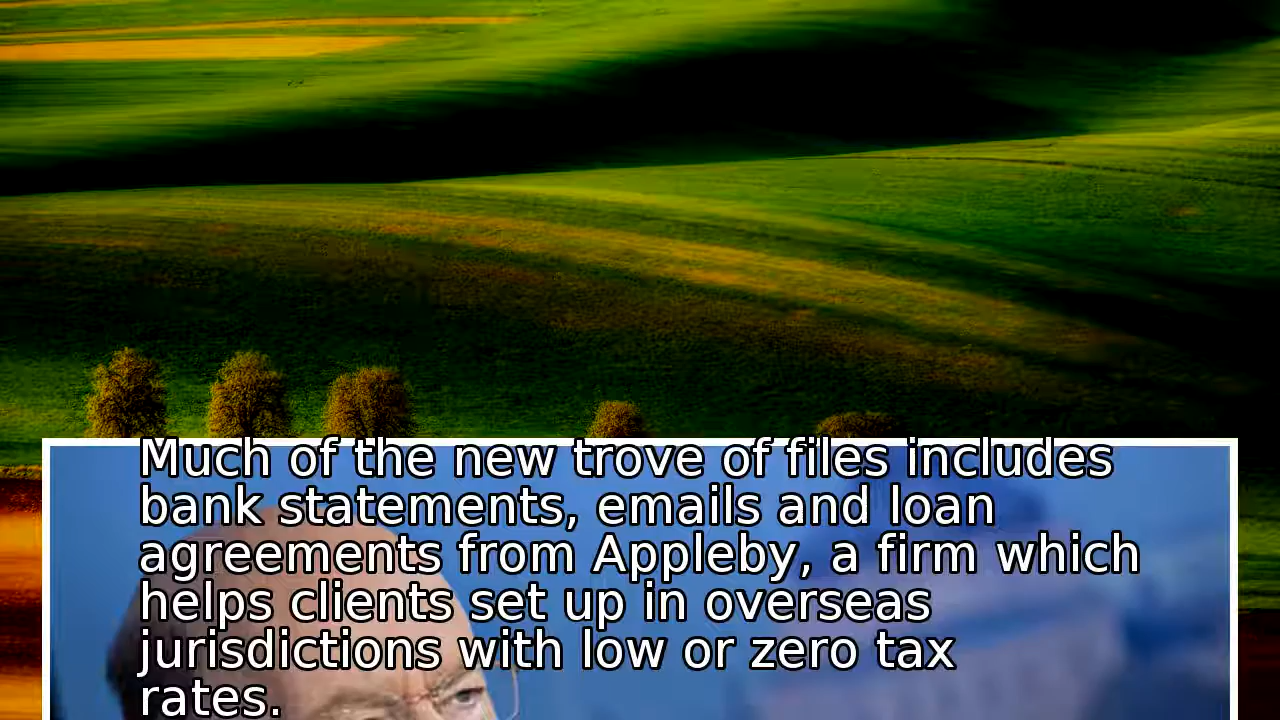 Much of the new trove of files includes
bank statements, emails and loan
agreements from Appleby, a firm which
helps clients set up in overseas
jurisdictions with low or zero tax
rates.